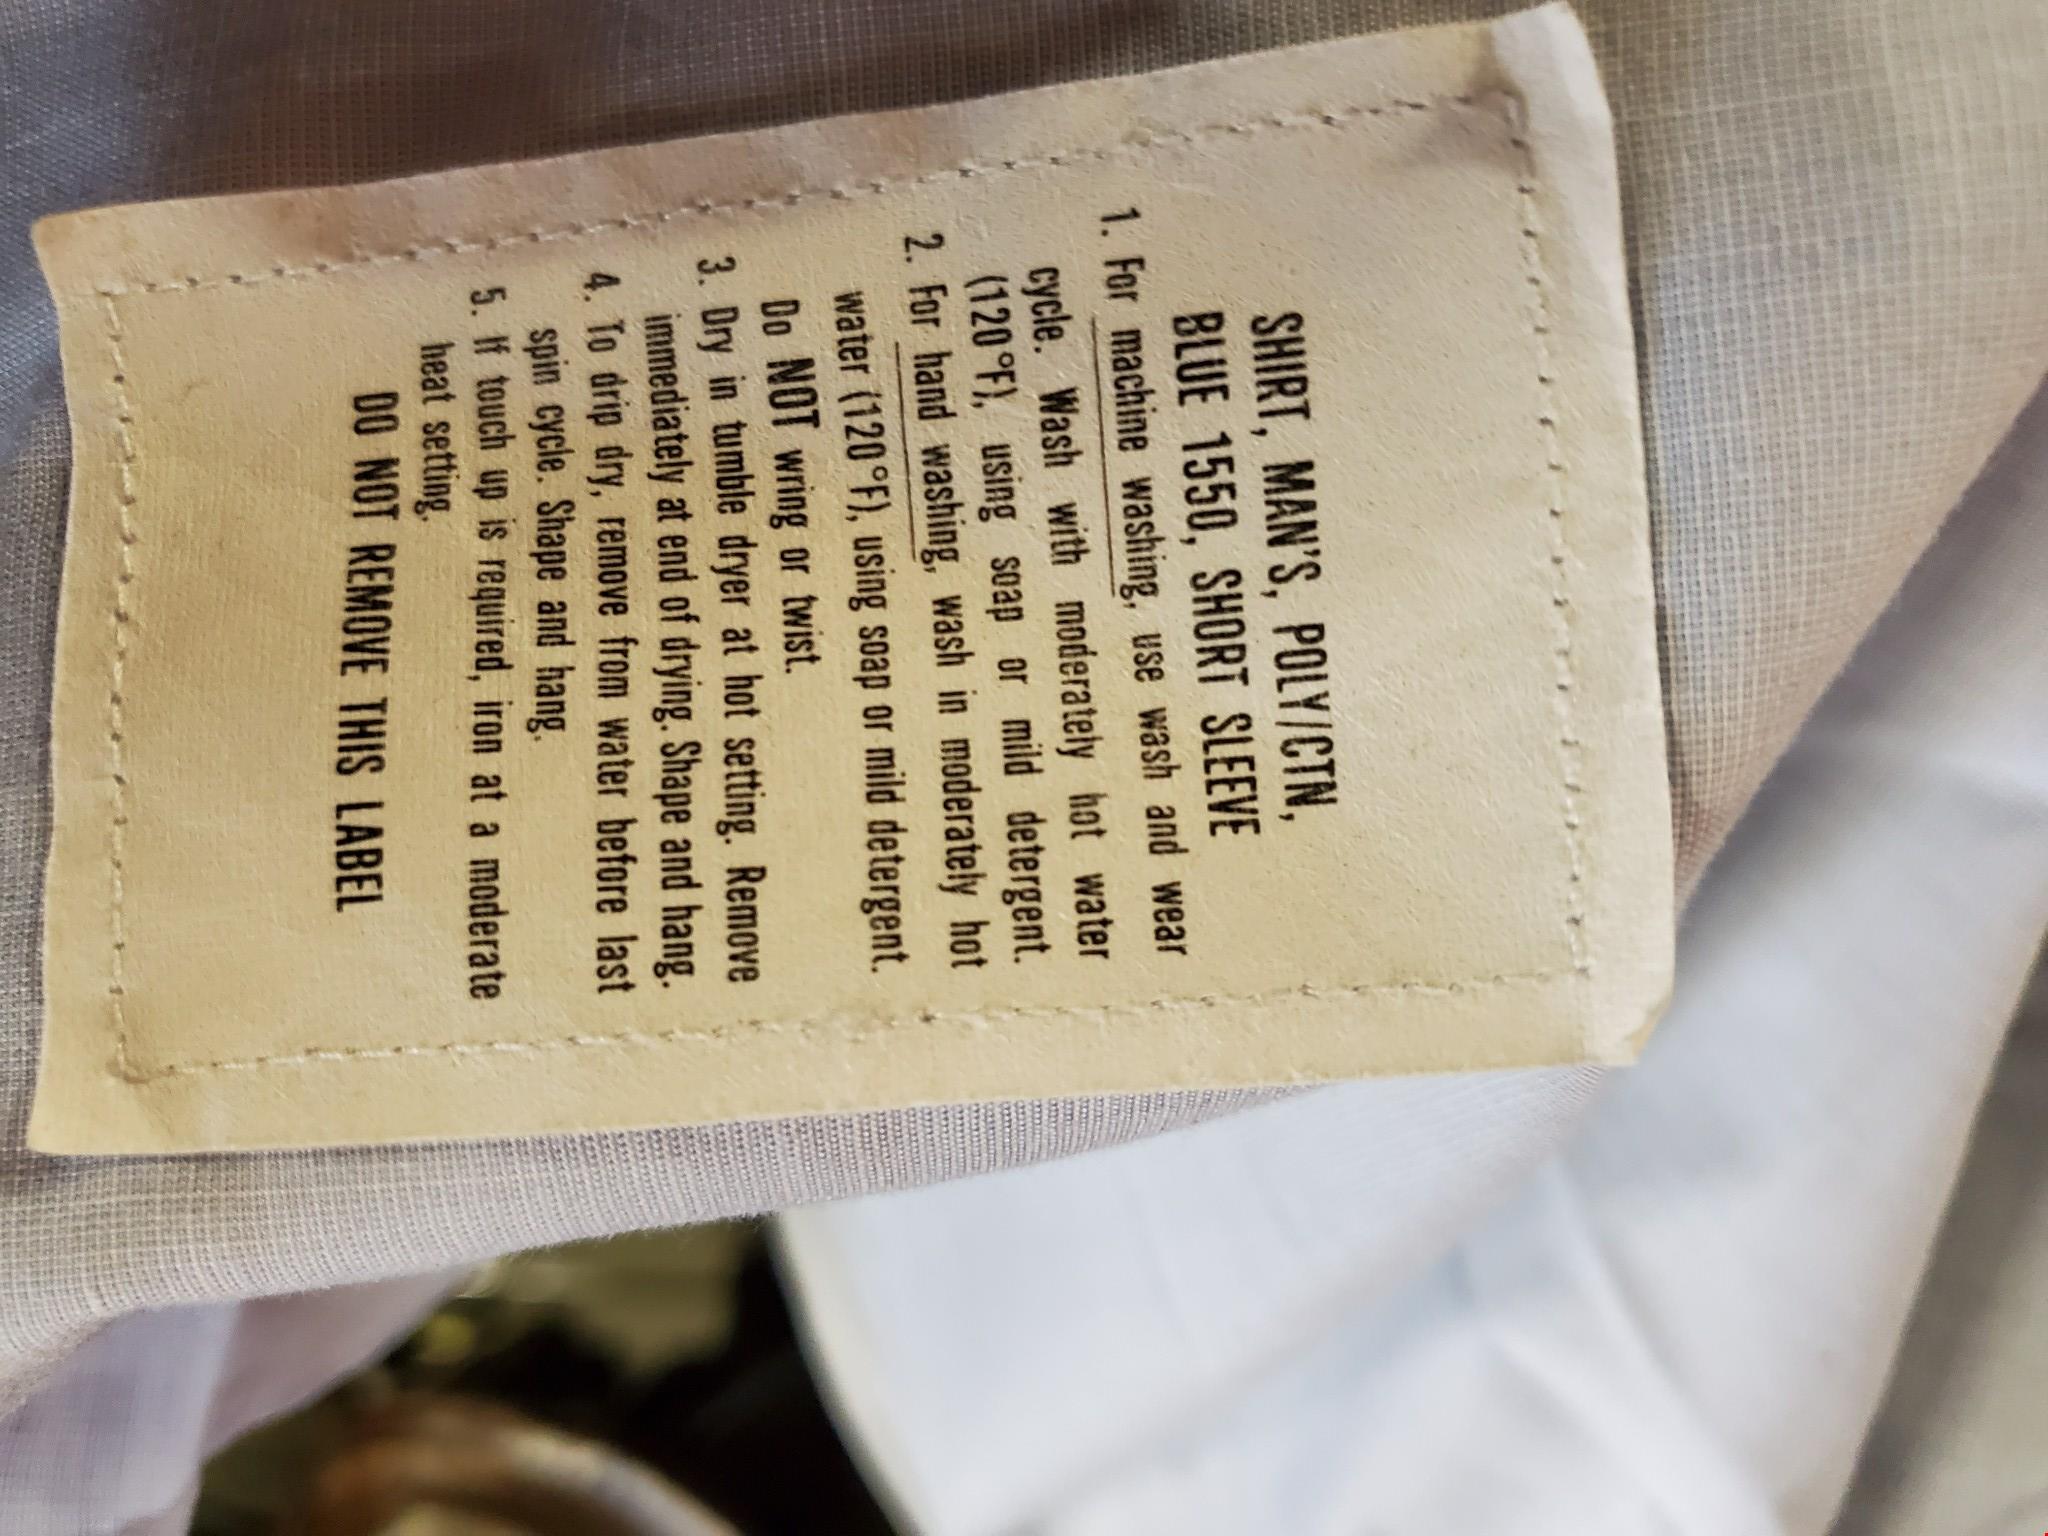 SHIRT, MAN'S, POLY/CTN,
BLUE 1550, SHORT SLEEVE
1. For machine washing, use wash and wear
cycle. Wash with moderately hot water
(120°F), using soap or mild detergent.
2. For hand washing, wash in moderately hot
water (120°F), using soap or mild detergent.
Do NOT wring or twist.
3. Dry in tumble dryer at hot setting. Remove
immediately at end of drying. Shape and hang.
4. To drip dry, remove from water before last
spin cycle. Shape and hang.
5. If touch up is required, iron at a moderate
heat setting.
DO NOT REMOVE THIS LABEL